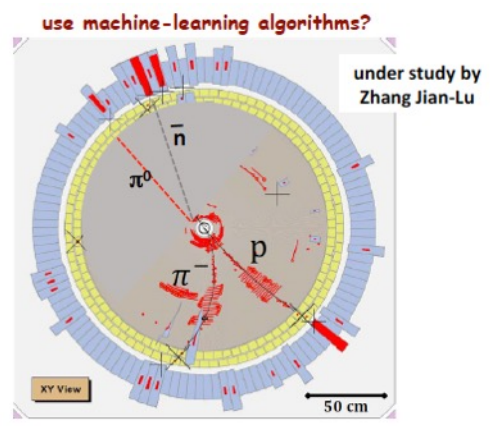 use machine-learning algorithms?
under study by
Zhang Jian-Lu
n̅
π⁰
p
π⁻
XY View
50 cm